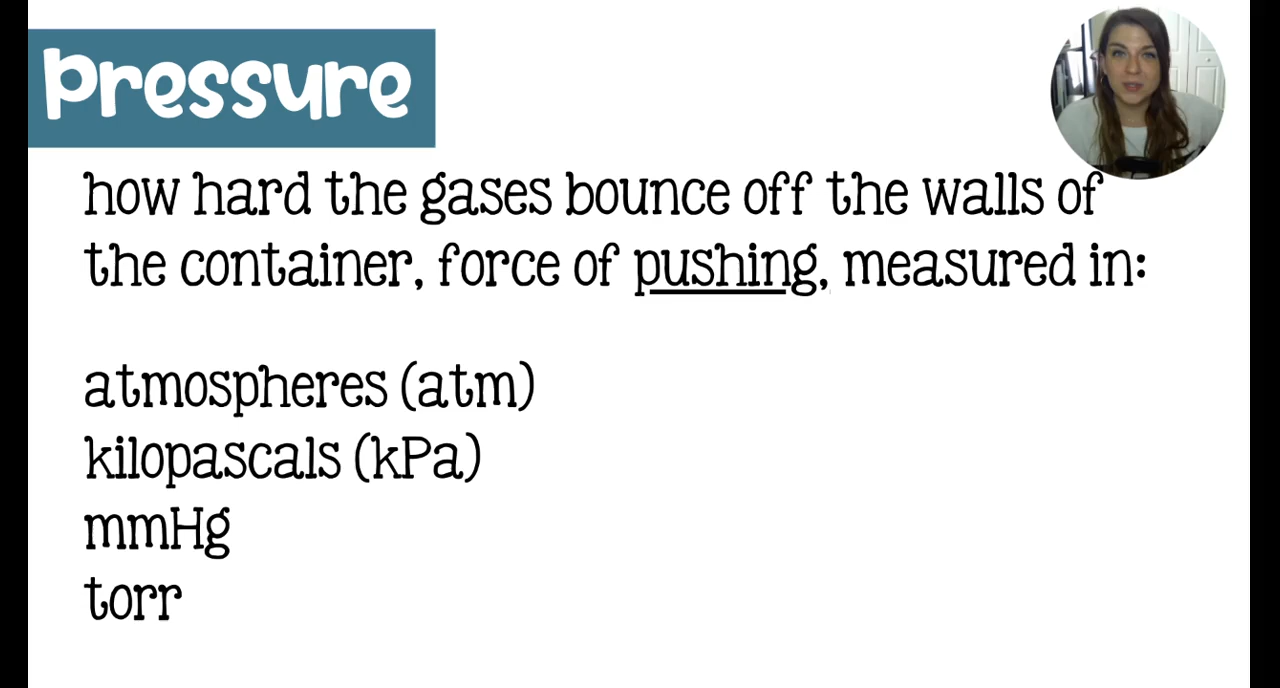 Pressure
how hard the gases bounce off the walls of
the container, force of pushing, measured in:
atmospheres (atm)
kilopascals (kPa)
mmHg
torr